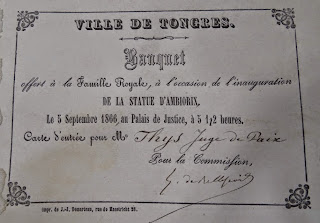 VILLE DE TONGRES.
Banquet
offert à la Famille Royale, à l'occasion de l'inauguration
DE LA STATUE D'AMBIORIN.
Le 5 Septembre 1866, au Palais de Justice, à 5 1/2 heures.
Carte d'entrée pour Mr Thys Juge de Paix
Pour la Commission,
Impr. de J.-J. Demarteau, rue de Maestricht 20.